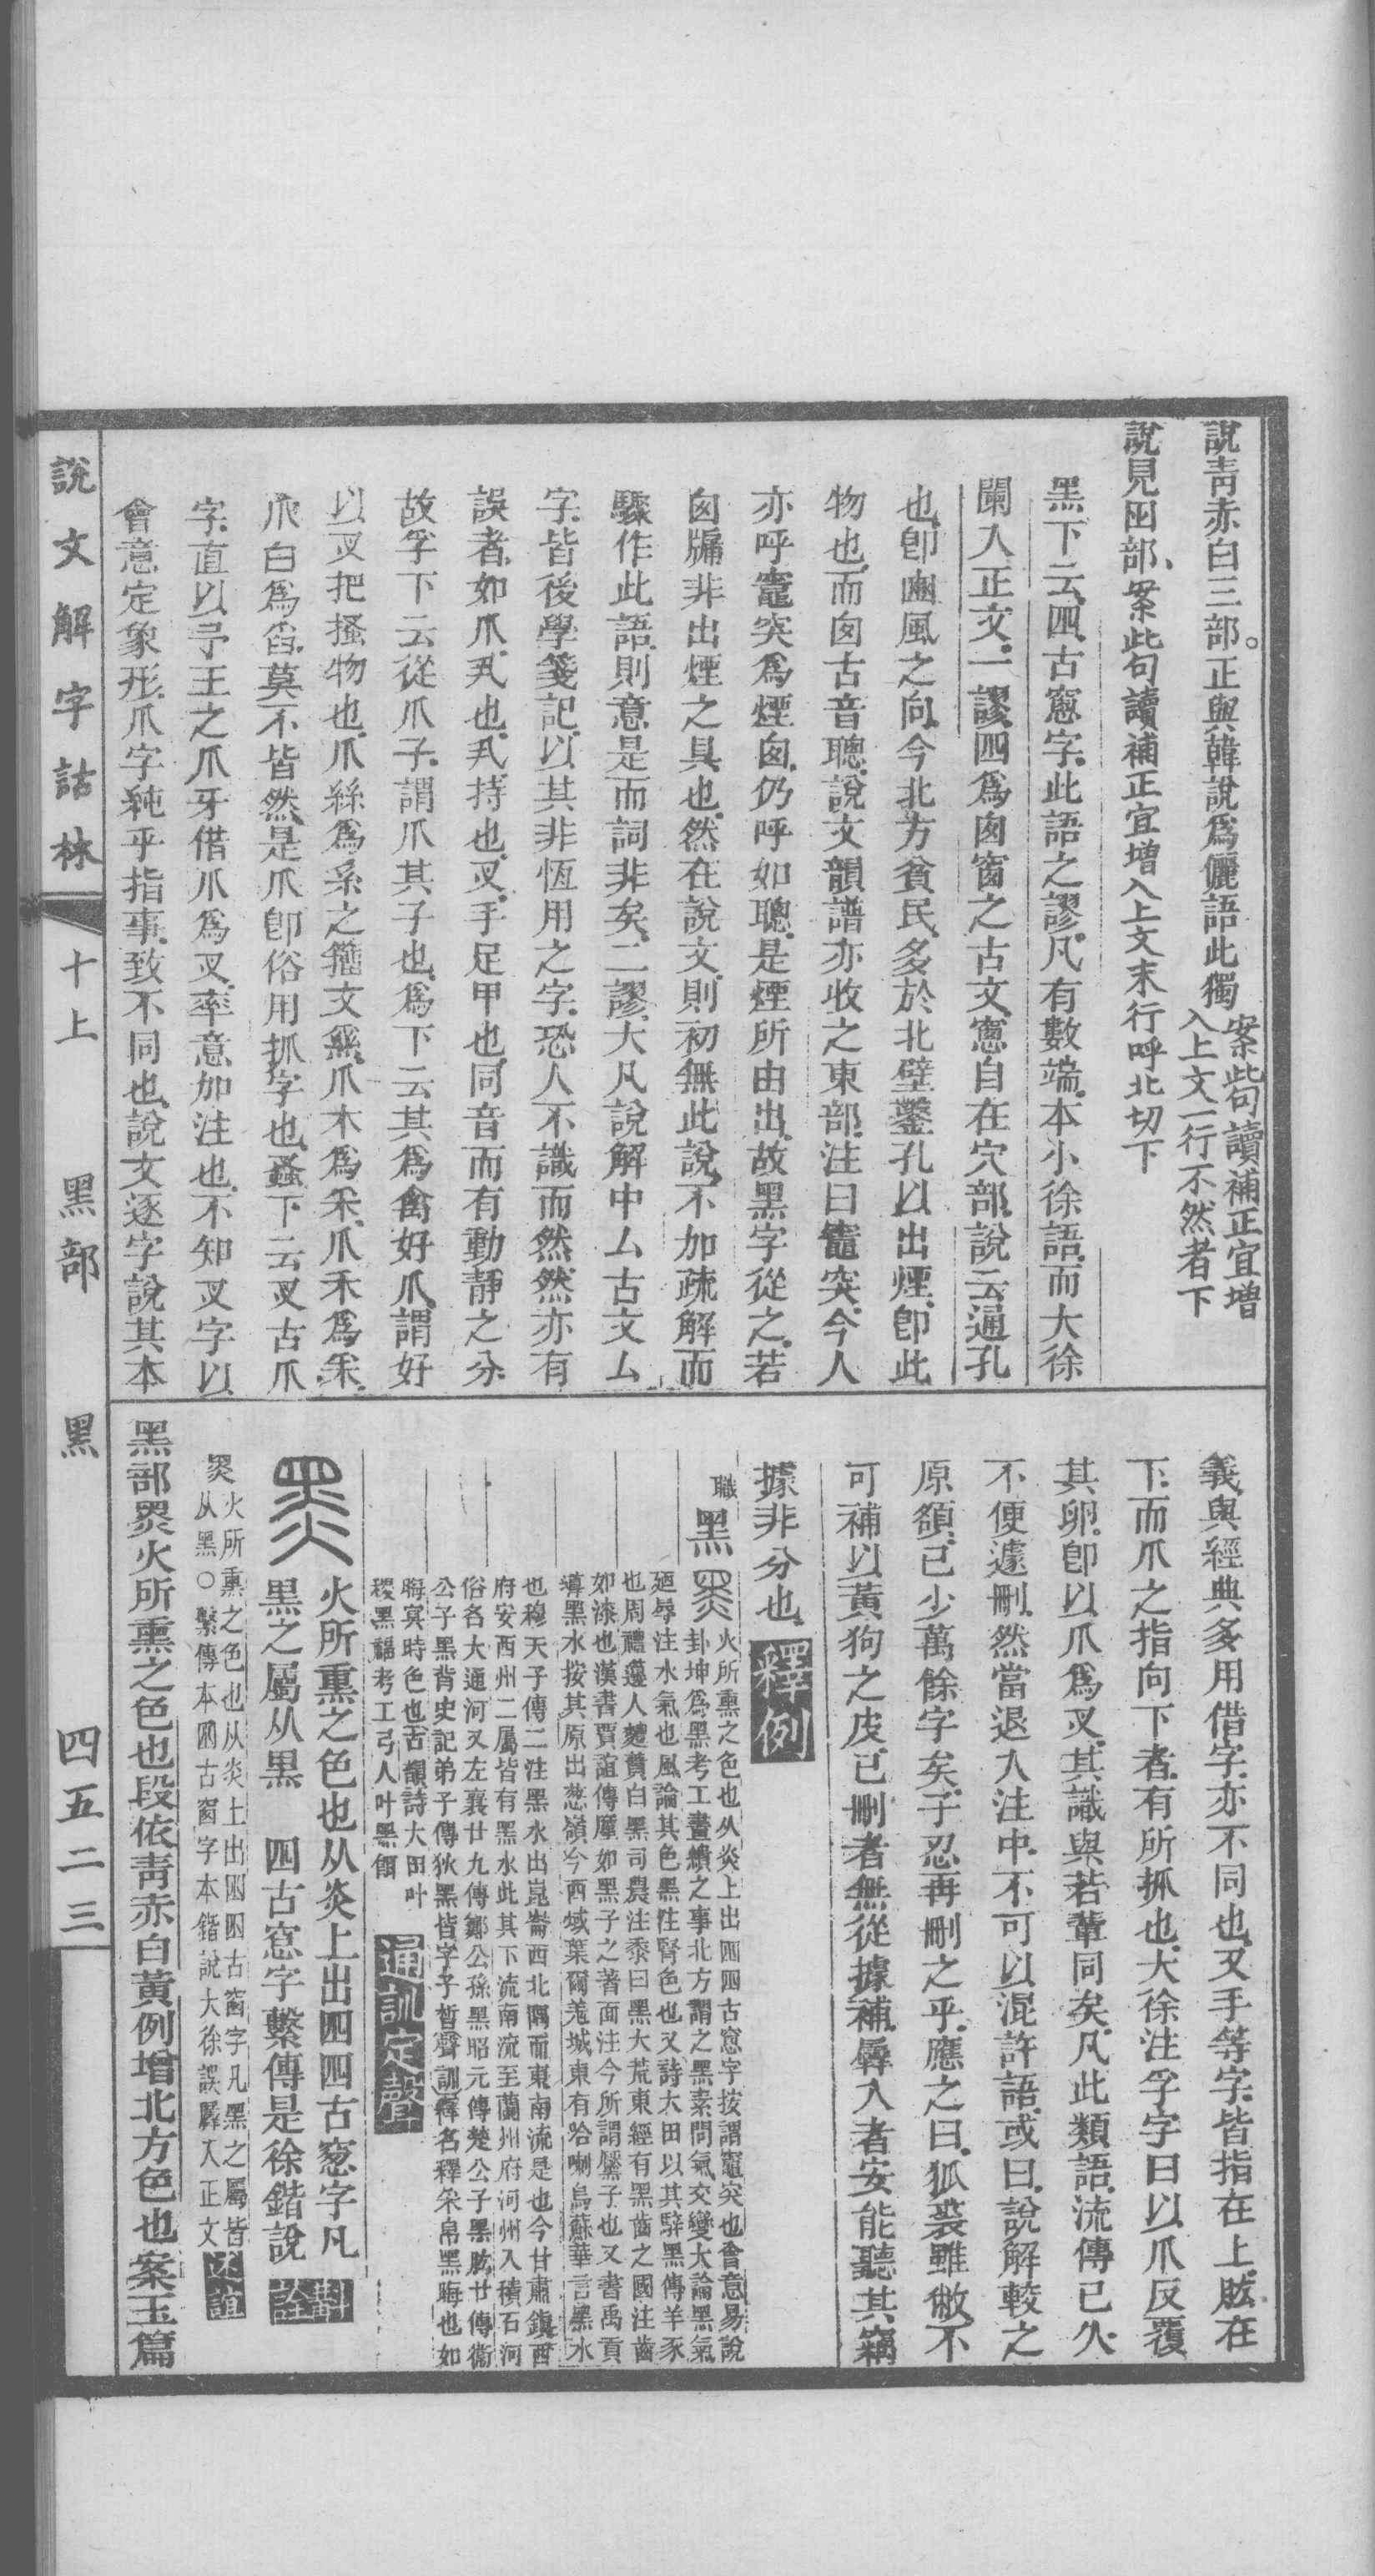 說青赤白三部。正與韓說爲儷語此獨
案此句讀補正宜增
入上文一行不然者下
說見囪部、案此句讀補正宜增入上文末行呼北切下
黑下云、囪、古窻字、此語之謬、凡有數端、本小徐語、而大徐
闌入正文、一謬、囪爲囱窗之古文、窻自在穴部、說云通孔
也、卽豳風之向、今北方貧民、多於北壁鑿孔以出煙、卽此
物也、而囱古音聰、說文韻譜亦收之東部、注曰竈突、今人
亦呼竈突爲煙囱、仍呼如聰、是煙所由出、故黑字從之、若
囱牖非出煙之具也、然在說文、則初無此說、不加疏解而
驟作此語、則意是而詞非矣、二謬、大凡說解中厶古文厶
字、皆後學箋記、以其非恆用之字、恐人不識而然、然亦有
誤者、如爪、丮也、丮、持也、叉、手足甲也、同音而有動靜之分、
故孚下云從爪子、謂爪其子也、爲下云其爲禽好爪、謂好
以叉把搔物也、爪絲爲系之籀文𦃟、爪木爲采、爪禾爲𥝩、
爪臼爲舀、莫不皆然、是爪卽俗用抓字也、蚤下云叉古爪
字、直以予王之爪牙借爪爲叉、率意加注也、不知叉字以
會意定象形、爪字純乎指事、致不同也、說文逐字說其本
義、與經典多用借字、亦不同也、又手等字、皆指在上、肱在
下、而爪之指向下者、有所抓也、大徐注孚字曰以爪反覆
其卵、卽以爪爲叉、其識與若輩同矣、凡此類語、流傳已久、
不便遽刪、然當退入注中、不可以混許語、或曰、說解較之
原額、已少萬餘字矣、子忍再刪之乎、應之曰、狐裘雖敝、不
可補以黃狗之皮、已刪者無從據補、羼入者安能聽其竊
據非分也、釋例
職 黑 𪐗 火所熏之色也从炎上出囪囪古窻字按謂竈突也會意易說
卦坤爲黑考工畫繢之事北方謂之黑素問氣交變大論黑氣
廼辱注水氣也風論其色黑注腎色也又詩大田以其騂黑傳羊豕
也周禮籩人䵄蕡白黑司農注黍曰黑大荒東經有黑齒之國注齒
如漆也漢書賈誼傳廑如黑子之著面注今所謂黶子也又書禹貢
導黑水按其原出葱嶺今西域葉爾羌城東有哈喇烏蘇華言黑水
也穆天子傳二注黑水出崑崙西北隅而東南流是也今甘肅鎭西
府安西州二屬皆有黑水此其下流南流至蘭州府河州入積石河
俗名大通河又左襄廿九傳鄭公孫黑昭元傳楚公子黑肱廿傳衞
公子黑背史記弟子傳狄黑皆字子晳聲訓釋名釋采帛黑晦也如
晦冥時色也古韻詩大田叶
稷黑福考工弓人叶黑餌 通訓定聲
火所熏之色也从炎上出囪囪古窓字凡
黑之屬从黑 囪古窓字繫傳是徐鍇說 斠詮
炱火所熏之色也从炎上出囪囪古窗字凡黑之屬皆
从黑○繫傳本囪古窗字本鍇說大徐誤羼入正文 述誼
黑部𪐗火所熏之色也段依靑赤白黃例增北方色也案玉篇
說文解字詁林 十上 黑部 黑 四五二三